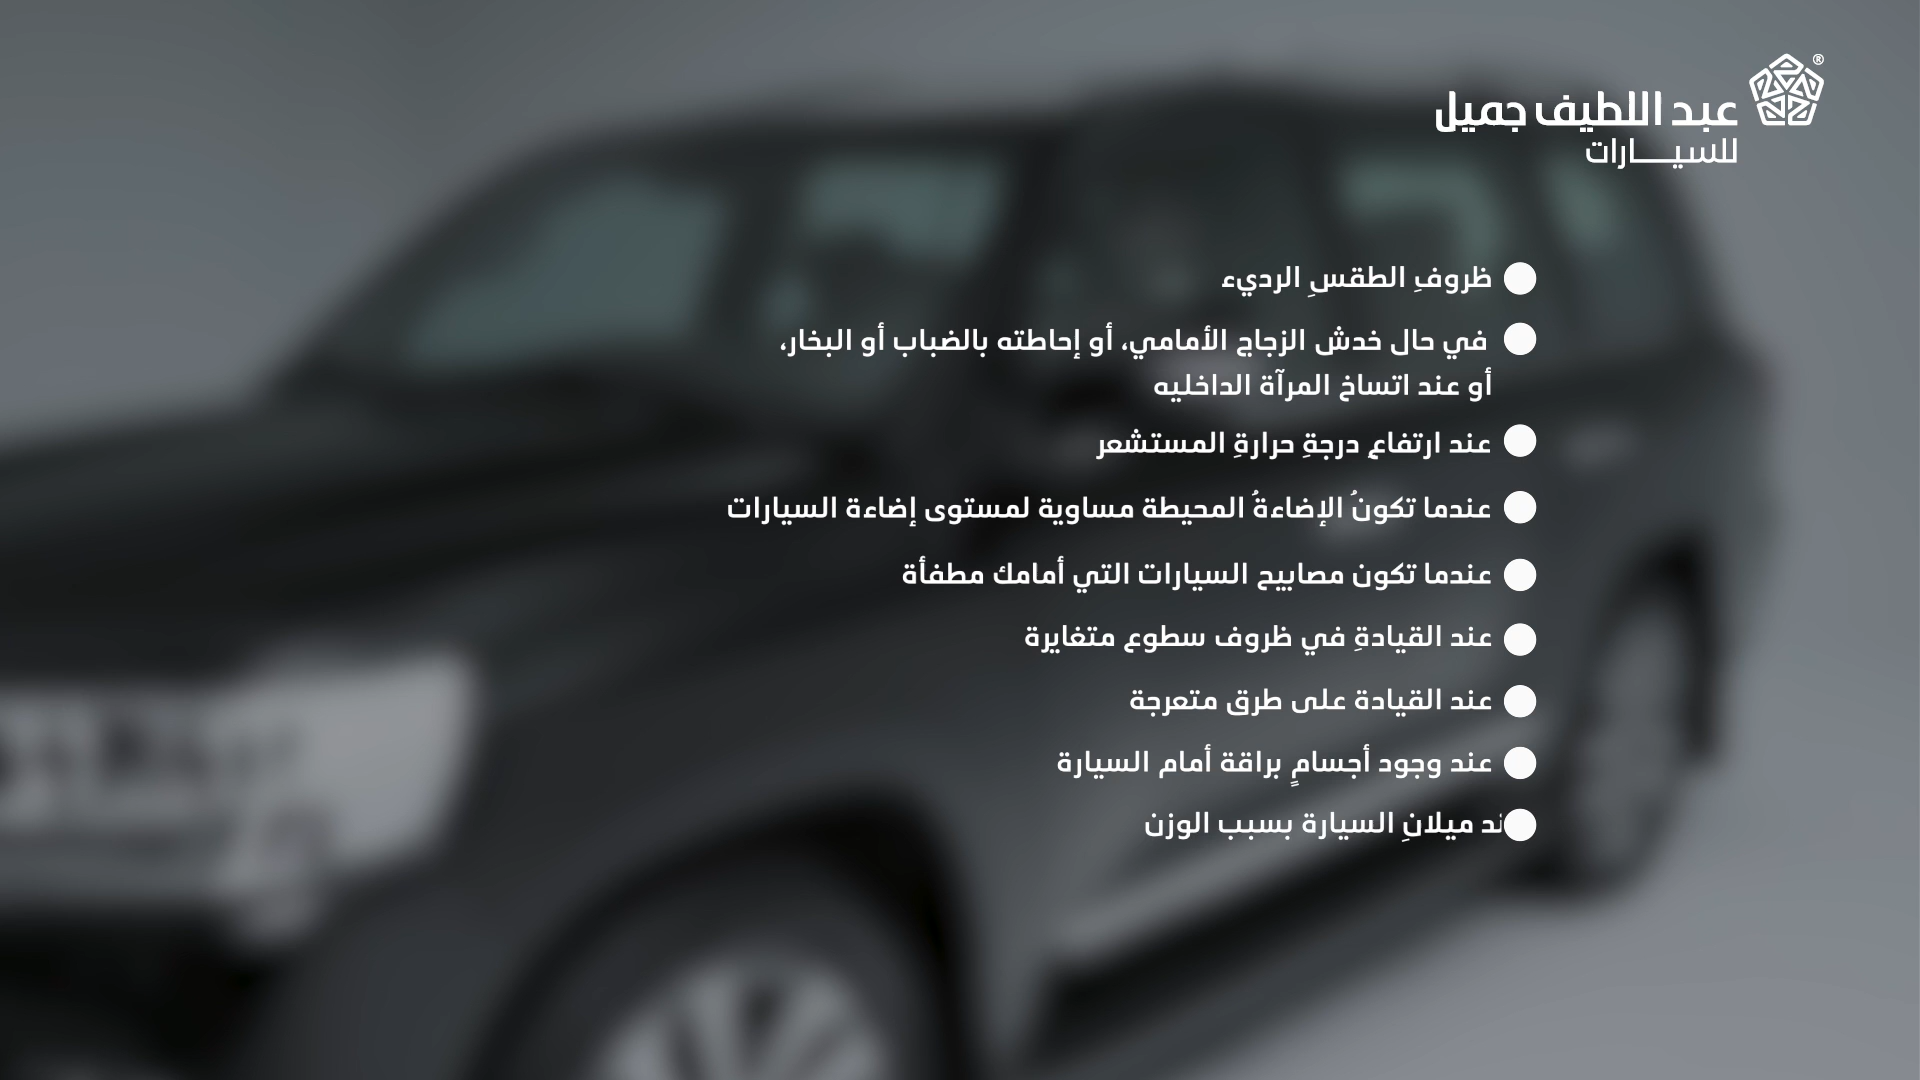 عبد اللطيف جميل
للسيــــارات
ظروفِ الطقسِ الرديء
في حال خدش الزجاج الأمامي، أو إحاطته بالضباب أو البخار،
أو عند اتساخ المرآة الداخليه
عند ارتفاعِ درجةِ حرارةِ المستشعر
عندما تكونُ الإضاءةُ المحيطة مساوية لمستوى إضاءة السيارات
عندما تكون مصابيح السيارات التي أمامك مطفأة
عند القيادةِ في ظروف سطوع متغايرة
عند القيادة على طرق متعرجة
عند وجود أجسامٍ براقة أمام السيارة
ند ميلانِ السيارة بسبب الوزن